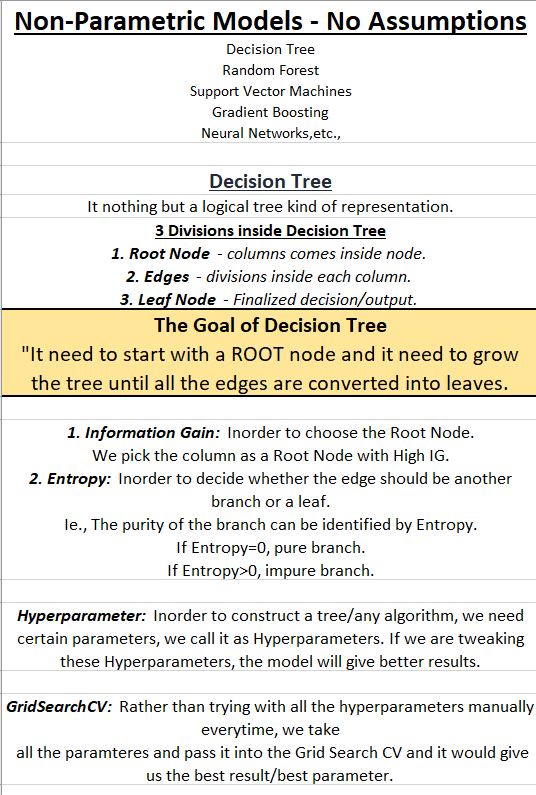 Non-Parametric Models - No Assumptions
Decision Tree
Random Forest
Support Vector Machines
Gradient Boosting
Neural Networks,etc.,
Decision Tree
It nothing but a logical tree kind of representation.
3 Divisions inside Decision Tree
1. Root Node - columns comes inside node.
2. Edges - divisions inside each column.
3. Leaf Node - Finalized decision/output.
The Goal of Decision Tree
"It need to start with a ROOT node and it need to grow
the tree until all the edges are converted into leaves.
1. Information Gain: Inorder to choose the Root Node.
We pick the column as a Root Node with High IG.
2. Entropy: Inorder to decide whether the edge should be another
branch or a leaf.
Ie., The purity of the branch can be identified by Entropy.
If Entropy=0, pure branch.
If Entropy>0, impure branch.
Hyperparameter: Inorder to construct a tree/any algorithm, we need
certain parameters, we call it as Hyperparameters. If we are tweaking
these Hyperparameters, the model will give better results.
GridSearchCV: Rather than trying with all the hyperparameters manually
everytime, we take
all the paramteres and pass it into the Grid Search CV and it would give
us the best result/best parameter.